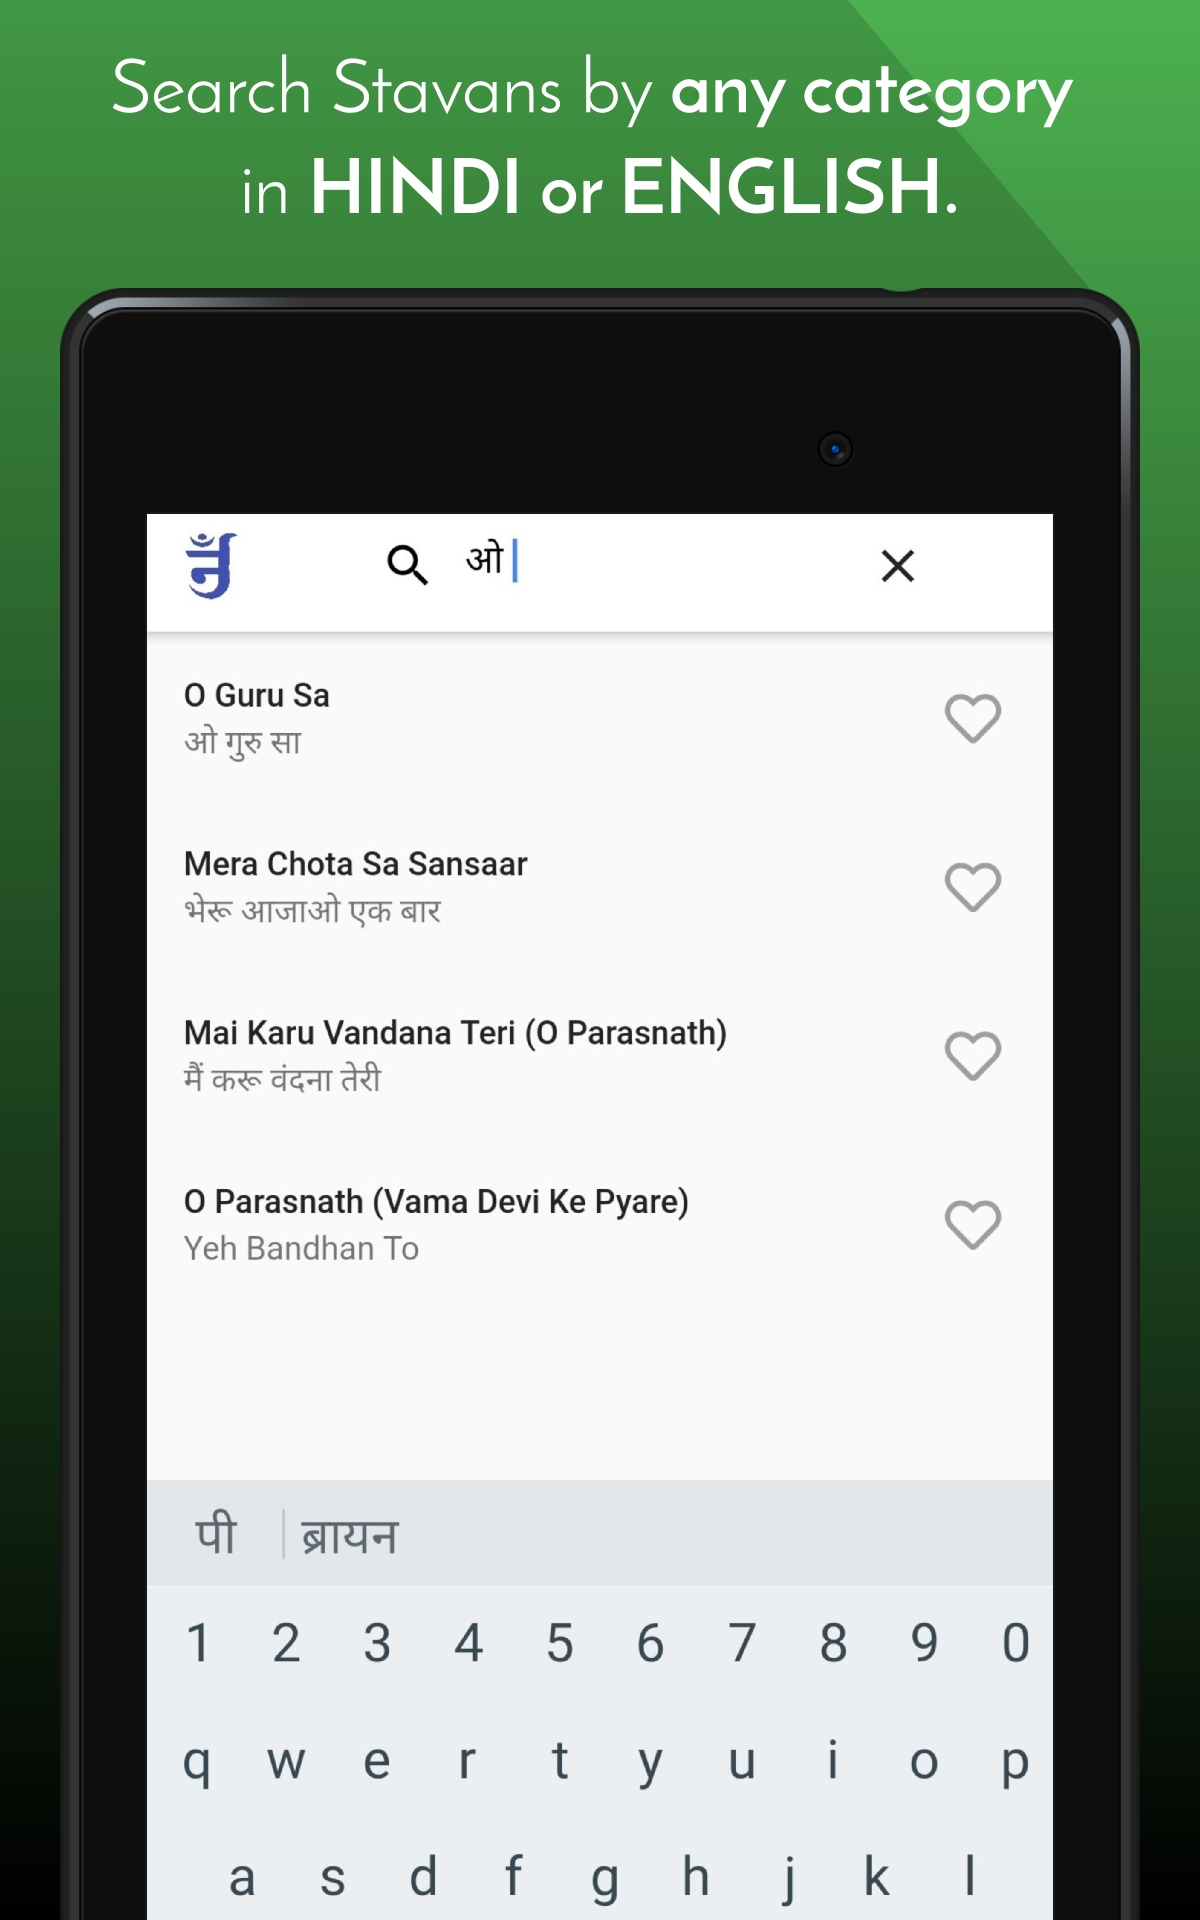 Search Stavans by any category
in HINDI or ENGLISH.
ओ
O Guru Sa
ओ गुरु सा
Mera Chota Sa Sansaar
भेरू आजाओ एक बार
Mai Karu Vandana Teri (O Parasnath)
मैं करू वंदना तेरी
O Parasnath (Vama Devi Ke Pyare)
Yeh Bandhan To
पी ब्रायन
1 2 3 4 5 6 7 8 9 0
q w e r t y u i o p
a s d f g h j k l